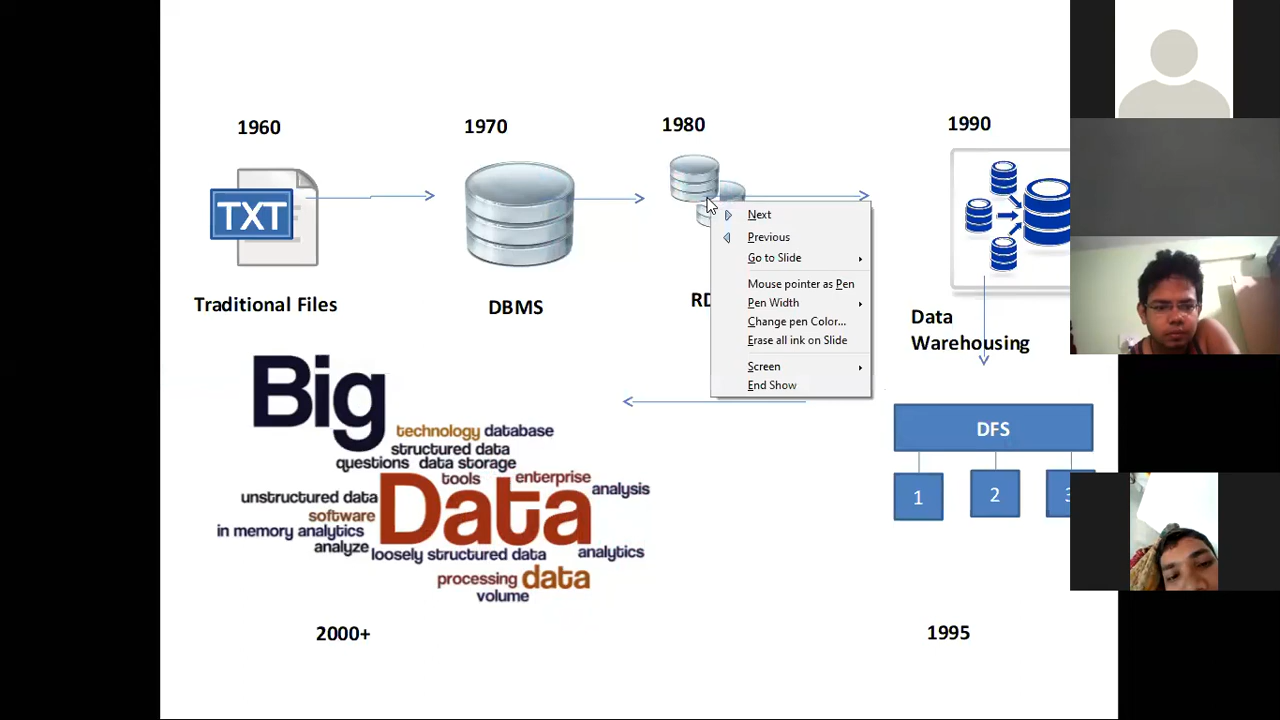 1960
1970
1980
1990
TXT
Traditional Files
DBMS
RD
Data
Warehousing
Next
Previous
Go to Slide
Mouse pointer as Pen
Pen Width
Change pen Color...
Erase all ink on Slide
Screen
End Show
Big
technology database
structured data
questions data storage
tools enterprise
unstructured data
Data
analysis
software
in memory analytics
analyze
loosely structured data
analytics
processing data
volume
DFS
1
2
3
2000+
1995